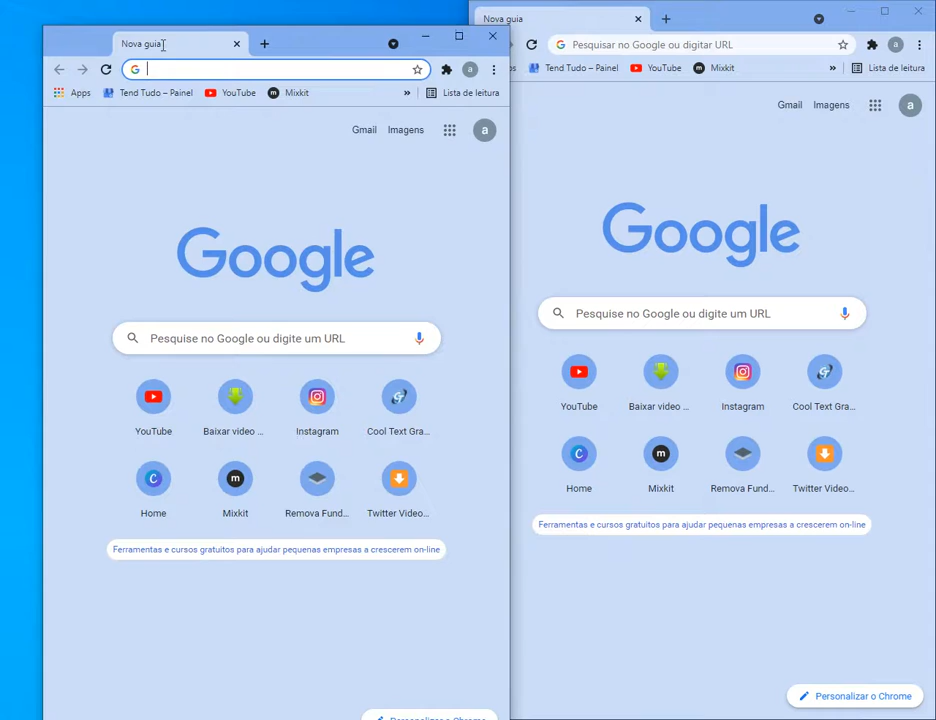 Nova guia
Apps Tend Tudo – Painel YouTube Mixkit » Lista de leitura
Gmail Imagens a
Google
Pesquise no Google ou digite um URL
YouTube Baixar video ... Instagram Cool Text Gra...
Home Mixkit Remova Fund... Twitter Video...
Ferramentas e cursos gratuitos para ajudar pequenas empresas a crescerem on-line
Personalizar o Chrome
Nova guia
Pesquisar no Google ou digitar URL a
os Tend Tudo – Painel YouTube Mixkit » Lista de leitura
Gmail Imagens a
Google
Pesquise no Google ou digite um URL
YouTube Baixar video ... Instagram Cool Text Gra...
Home Mixkit Remova Fund... Twitter Video...
Ferramentas e cursos gratuitos para ajudar pequenas empresas a crescerem on-line
Personalizar o Chrome